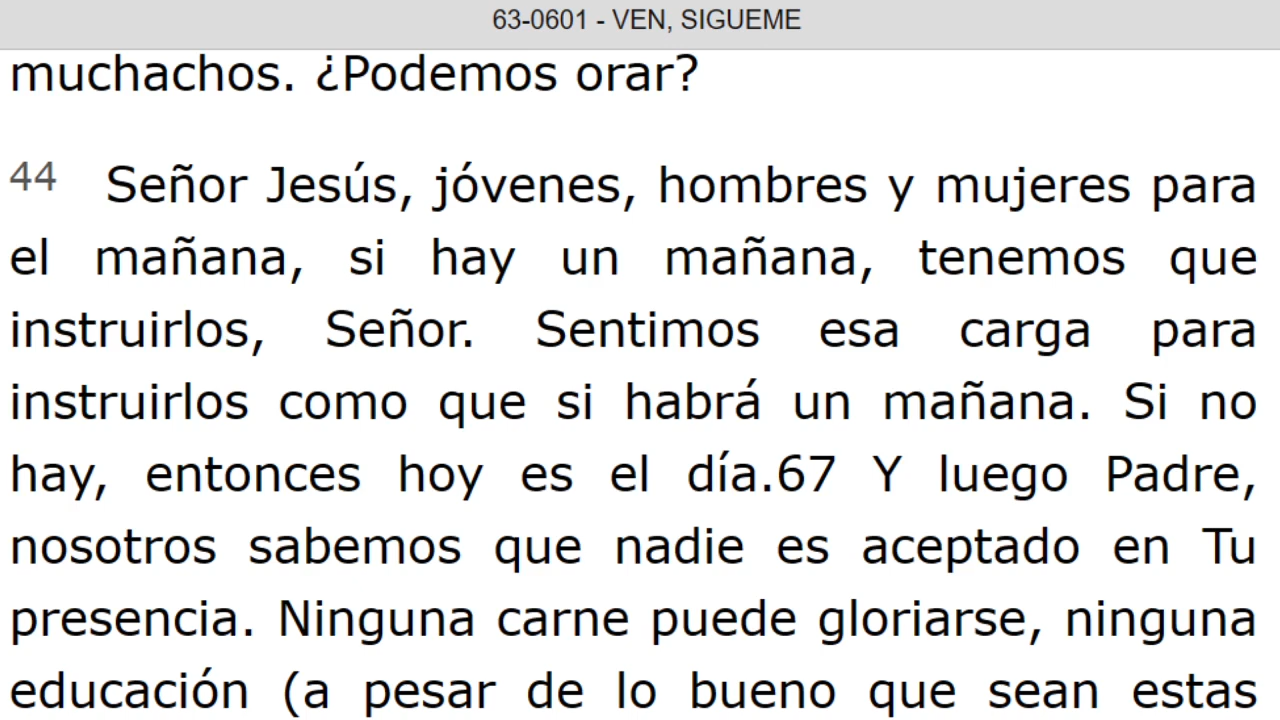 63-0601 - VEN, SIGUEME
muchachos. ¿Podemos orar?
44 Señor Jesús, jóvenes, hombres y mujeres para
el mañana, si hay un mañana, tenemos que
instruirlos, Señor. Sentimos esa carga para
instruirlos como que si habrá un mañana. Si no
hay, entonces hoy es el día.67 Y luego Padre,
nosotros sabemos que nadie es aceptado en Tu
presencia. Ninguna carne puede gloriarse, ninguna
educación (a pesar de lo bueno que sean estas